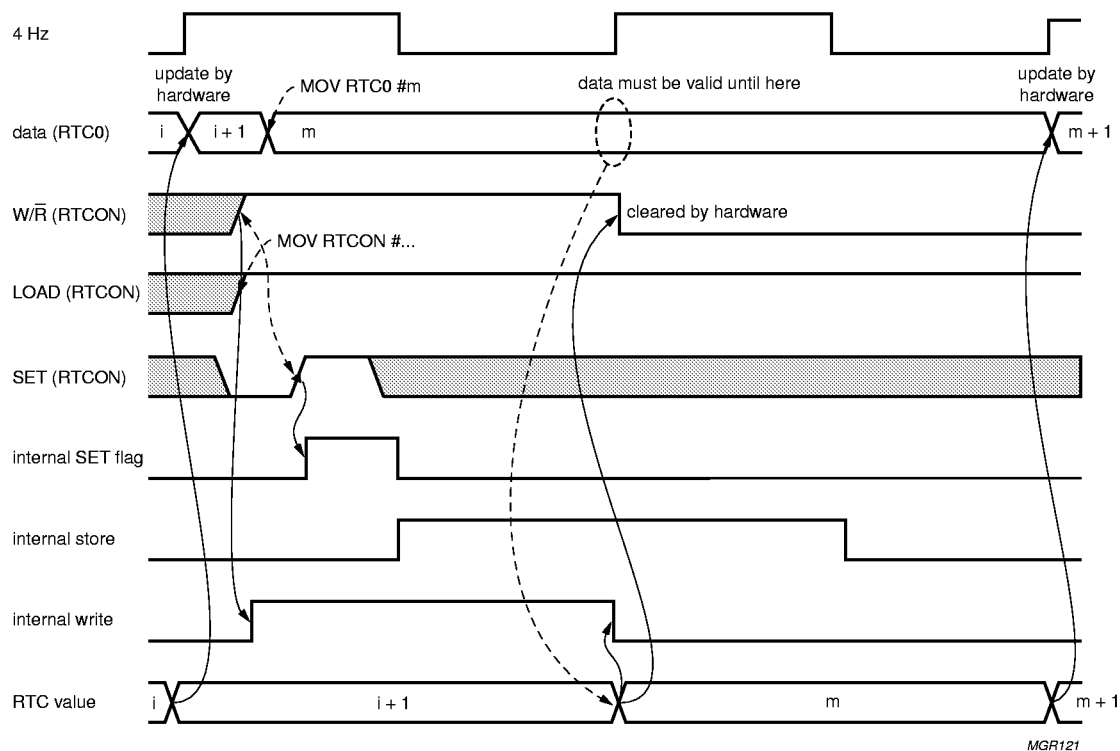 4 Hz
update by
hardware
MOV RTC0 #m
data must be valid until here
update by
hardware
data (RTC0)
i
i + 1
m
m + 1
W/R̅ (RTCON)
cleared by hardware
MOV RTCON #...
LOAD (RTCON)
SET (RTCON)
internal SET flag
internal store
internal write
RTC value
i
i + 1
m
m + 1
MGR121